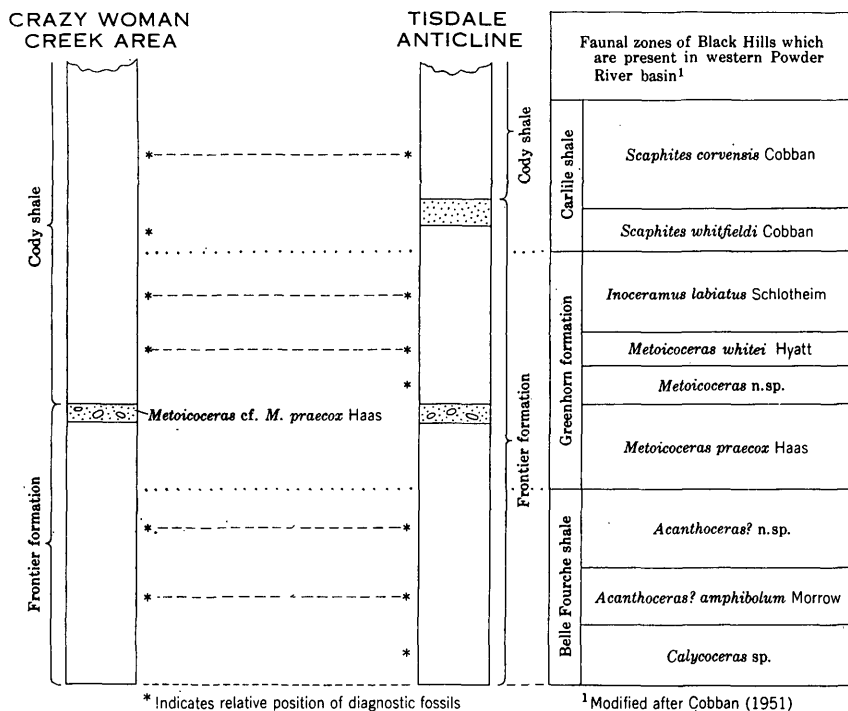 CRAZY WOMAN
CREEK AREA
TISDALE
ANTICLINE
Faunal zones of Black Hills which
are present in western Powder
River basin¹
Cody shale
Frontier formation
Metoicoceras cf. M. praecox Haas
Cody shale
Frontier formation
Carlile shale
Scaphites corvensis Cobban
Scaphites whitfieldi Cobban
Greenhorn formation
Inoceramus labiatus Schlotheim
Metoicoceras whitei Hyatt
Metoicoceras n.sp.
Metoicoceras praecox Haas
Belle Fourche shale
Acanthoceras? n.sp.
Acanthoceras? amphibolum Morrow
Calycoceras sp.
* Indicates relative position of diagnostic fossils
¹ Modified after Cobban (1951)